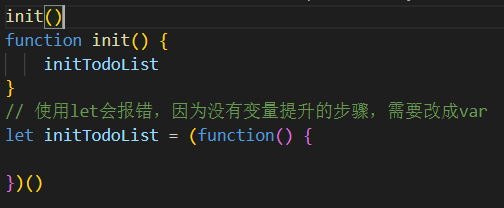 init()
function init() {
    initTodoList
}
// 使用let会报错，因为没有变量提升的步骤，需要改成var
let initTodoList = (function() {

})()